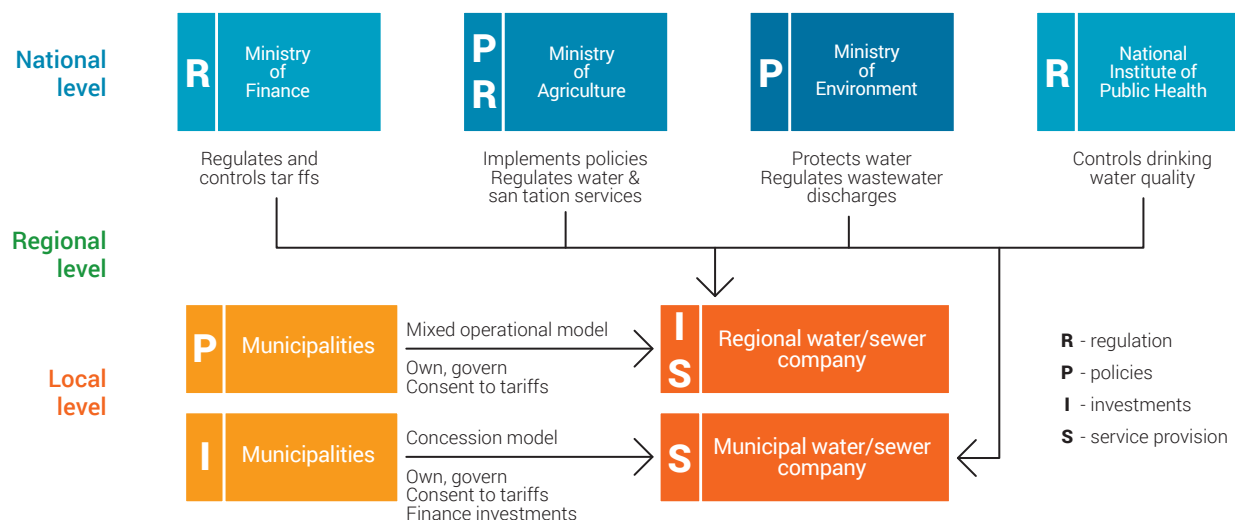 National
level
R
Ministry
of
Finance
P
R
Ministry
of
Agriculture
P
Ministry
of
Environment
R
National
Institute of
Public Health
Regulates and
controls tar ffs
Implements policies
Regulates water &
san tation services
Protects water
Regulates wastewater
discharges
Controls drinking
water quality
Regional
level
Local
level
P
Municipalities
Mixed operational model
Own, govern
Consent to tariffs
I
S
Regional water/sewer
company
I
Municipalities
Concession model
Own, govern
Consent to tariffs
Finance investments
S
Municipal water/sewer
company
R - regulation
P - policies
I - investments
S - service provision